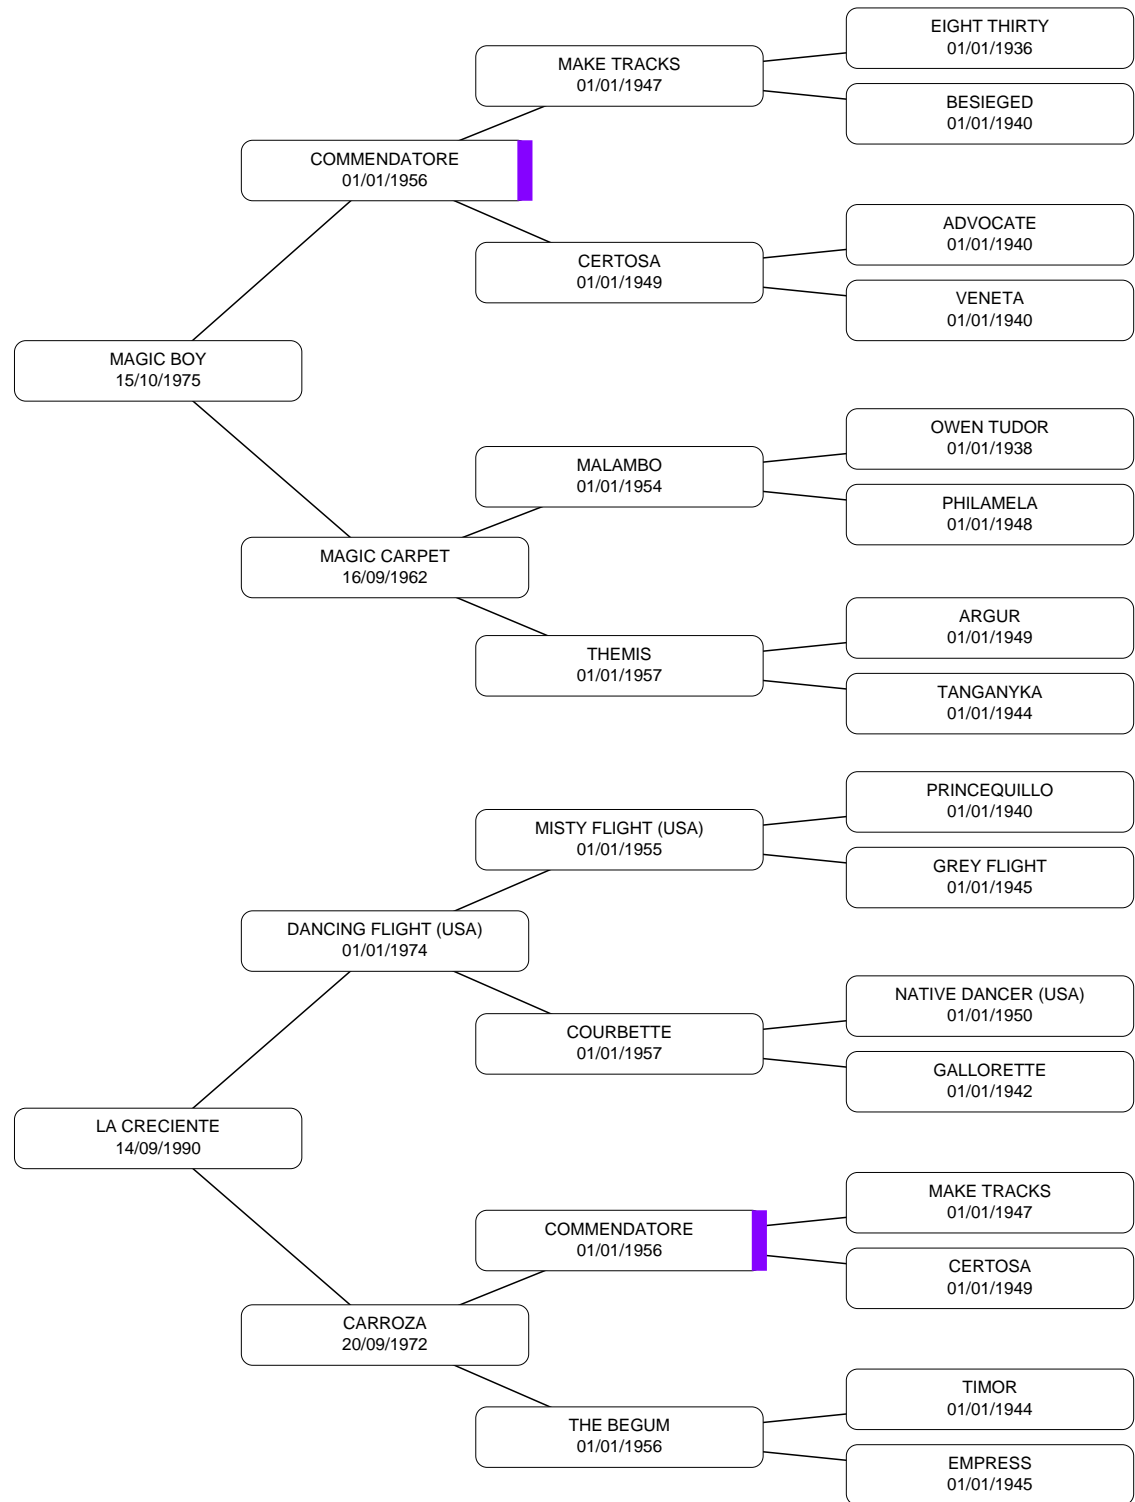 EIGHT THIRTY
01/01/1936
MAKE TRACKS
01/01/1947
BESIEGED
01/01/1940
COMMENDATORE
01/01/1956
ADVOCATE
01/01/1940
CERTOSA
01/01/1949
VENETA
01/01/1940
MAGIC BOY
15/10/1975
OWEN TUDOR
01/01/1938
MALAMBO
01/01/1954
PHILAMELA
01/01/1948
MAGIC CARPET
16/09/1962
ARGUR
01/01/1949
THEMIS
01/01/1957
TANGANYKA
01/01/1944
PRINCEQUILLO
01/01/1940
MISTY FLIGHT (USA)
01/01/1955
GREY FLIGHT
01/01/1945
DANCING FLIGHT (USA)
01/01/1974
NATIVE DANCER (USA)
01/01/1950
COURBETTE
01/01/1957
GALLORETTE
01/01/1942
LA CRECIENTE
14/09/1990
MAKE TRACKS
01/01/1947
COMMENDATORE
01/01/1956
CERTOSA
01/01/1949
CARROZA
20/09/1972
TIMOR
01/01/1944
THE BEGUM
01/01/1956
EMPRESS
01/01/1945